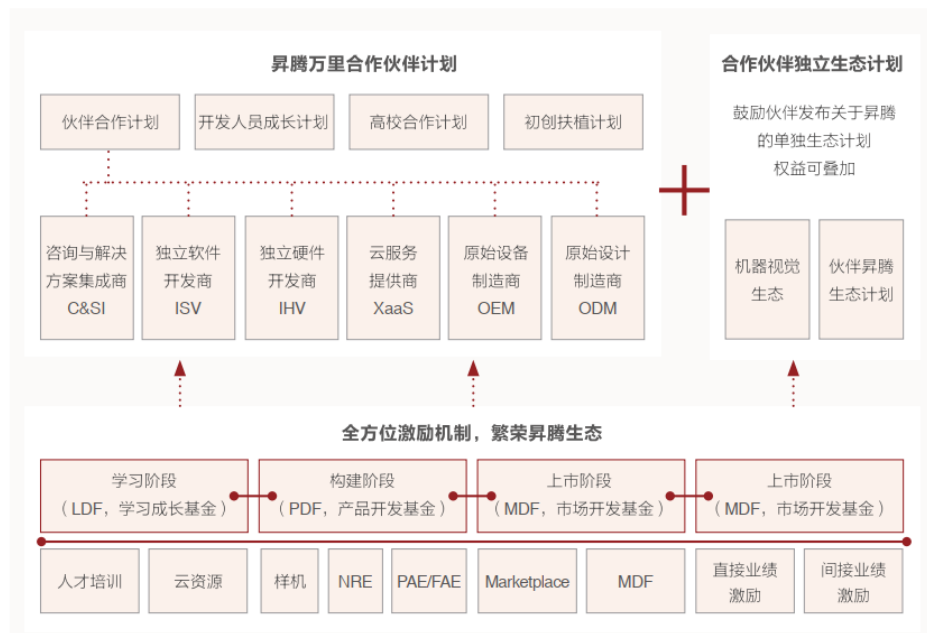 昇腾万里合作伙伴计划
伙伴合作计划
开发人员成长计划
高校合作计划
初创扶植计划
咨询与解决
方案集成商
C&SI
独立软件
开发商
ISV
独立硬件
开发商
IHV
云服务
提供商
XaaS
原始设备
制造商
OEM
原始设计
制造商
ODM
合作伙伴独立生态计划
鼓励伙伴发布关于昇腾
的单独生态计划
权益可叠加
机器视觉
生态
伙伴昇腾
生态计划
全方位激励机制，繁荣昇腾生态
学习阶段
（LDF，学习成长基金）
构建阶段
（PDF，产品开发基金）
上市阶段
（MDF，市场开发基金）
上市阶段
（MDF，市场开发基金）
人才培训
云资源
样机
NRE
PAE/FAE
Marketplace
MDF
直接业绩
激励
间接业绩
激励